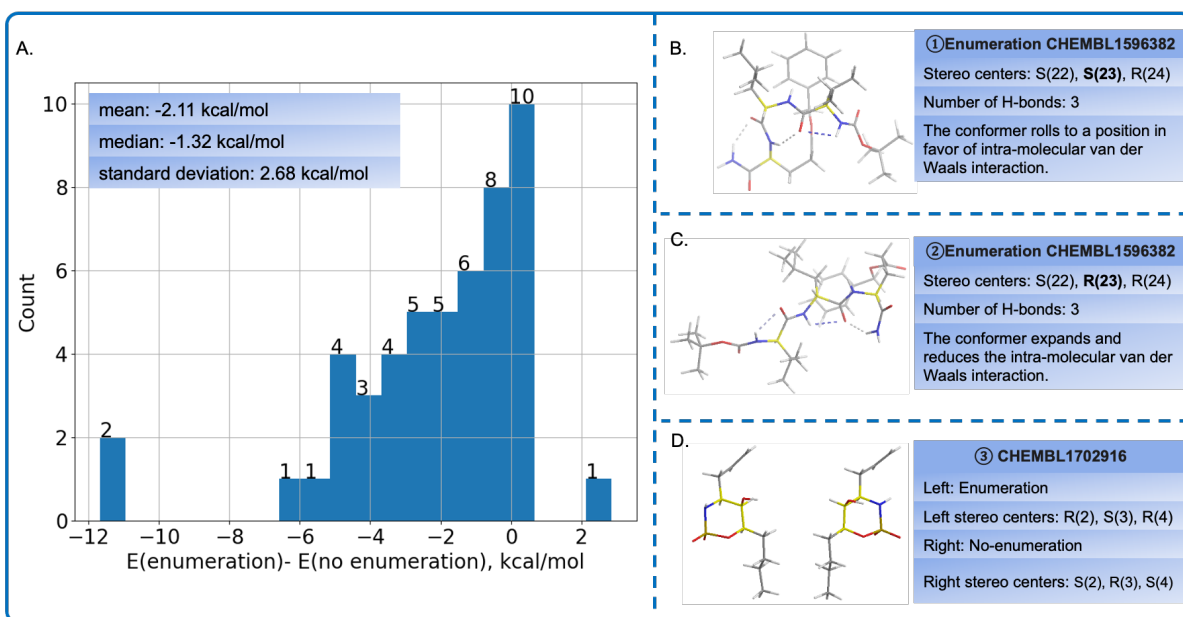 A.
mean: -2.11 kcal/mol
median: -1.32 kcal/mol
standard deviation: 2.68 kcal/mol
Count
10
8
6
4
2
0
2
1
1
4
3
4
5
5
6
8
10
1
−12
−10
−8
−6
−4
−2
0
2
E(enumeration)- E(no enumeration), kcal/mol
B.
①Enumeration CHEMBL1596382
Stereo centers: S(22), S(23), R(24)
Number of H-bonds: 3
The conformer rolls to a position in
favor of intra-molecular van der
Waals interaction.
C.
②Enumeration CHEMBL1596382
Stereo centers: S(22), R(23), R(24)
Number of H-bonds: 3
The conformer expands and
reduces the intra-molecular van der
Waals interaction.
D.
③ CHEMBL1702916
Left: Enumeration
Left stereo centers: R(2), S(3), R(4)
Right: No-enumeration
Right stereo centers: S(2), R(3), S(4)